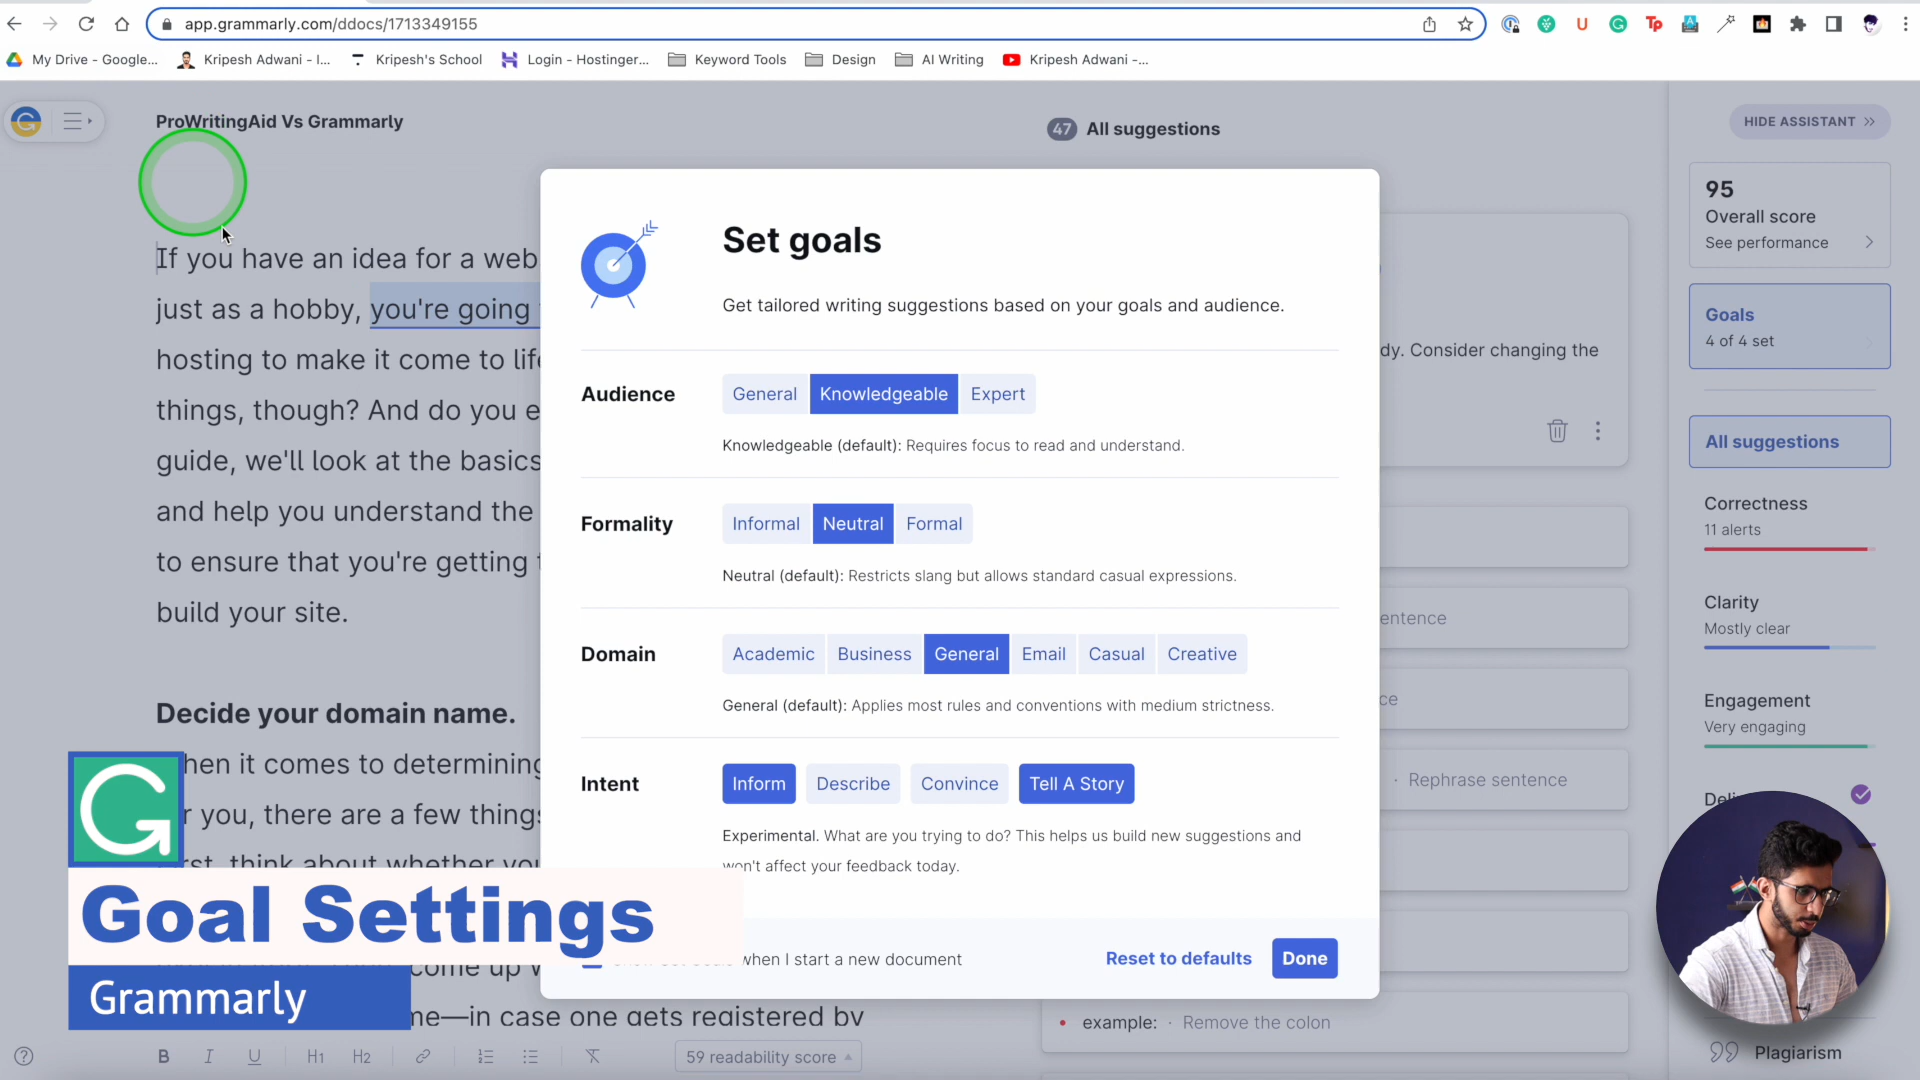 app.grammarly.com/ddocs/1713349155
My Drive - Google...
Kripesh Adwani - I...
Kripesh's School
Login - Hostinger...
Keyword Tools
Design
AI Writing
Kripesh Adwani -...
ProWritingAid Vs Grammarly
47 All suggestions
HIDE ASSISTANT
If you have an idea for a web
just as a hobby, you're going
hosting to make it come to life
things, though? And do you e
guide, we'll look at the basics
and help you understand the
to ensure that you're getting
build your site.
Decide your domain name.
hen it comes to determining
r you, there are a few things
rst, think about whether you
come up
me—in case one gets registered by
Set goals
Get tailored writing suggestions based on your goals and audience.
Audience
General Knowledgeable Expert
Knowledgeable (default): Requires focus to read and understand.
Formality
Informal Neutral Formal
Neutral (default): Restricts slang but allows standard casual expressions.
Domain
Academic Business General Email Casual Creative
General (default): Applies most rules and conventions with medium strictness.
Intent
Inform Describe Convince Tell A Story
Experimental. What are you trying to do? This helps us build new suggestions and
won't affect your feedback today.
when I start a new document
Reset to defaults
Done
dy. Consider changing the
entence
ce
· Rephrase sentence
• example: · Remove the colon
95
Overall score
See performance
Goals
4 of 4 set
All suggestions
Correctness
11 alerts
Clarity
Mostly clear
Engagement
Very engaging
Deli
Plagiarism
Goal Settings
Grammarly
B I U H1 H2
59 readability score